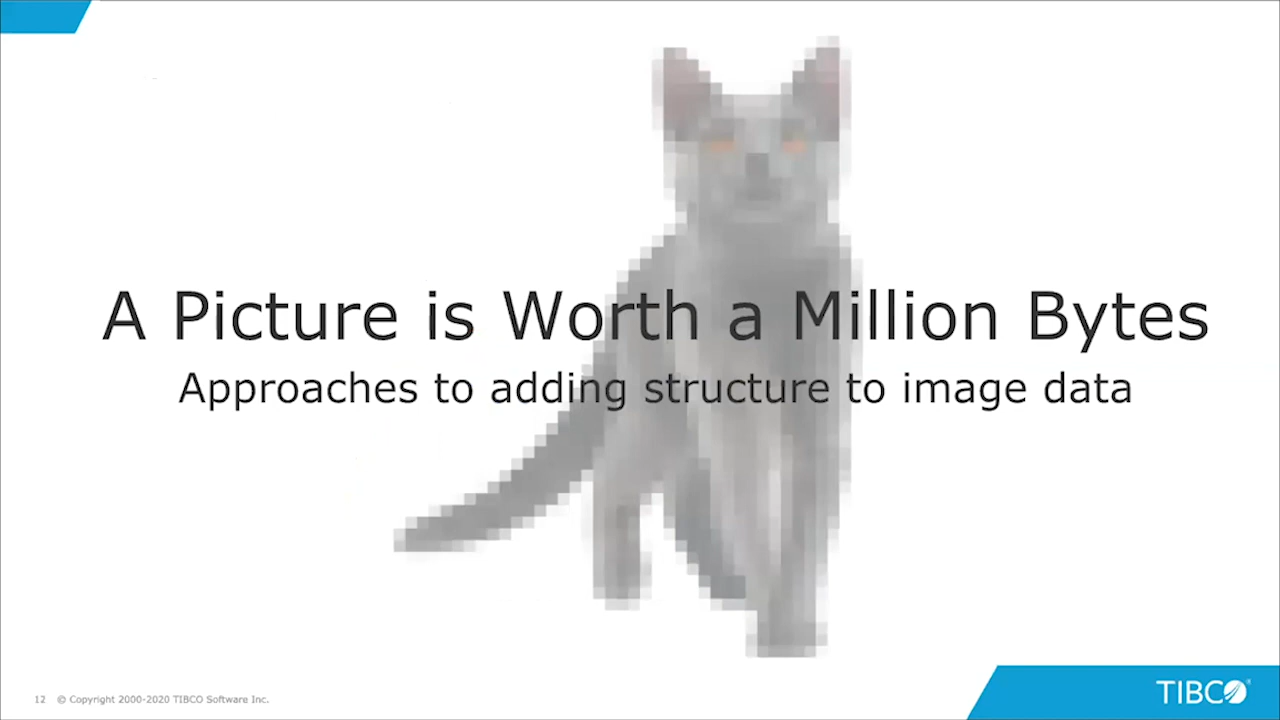 A Picture is Worth a Million Bytes
Approaches to adding structure to image data
12 © Copyright 2000-2020 TIBCO Software Inc.
TIBCO®